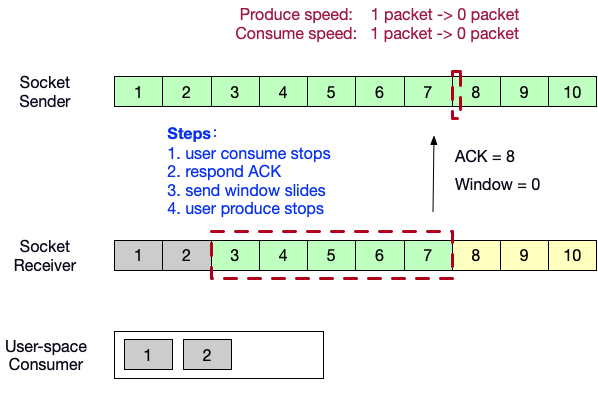 Produce speed: 1 packet -> 0 packet
Consume speed: 1 packet -> 0 packet
Socket
Sender
1 2 3 4 5 6 7 8 9 10
Steps:
1. user consume stops
2. respond ACK
3. send window slides
4. user produce stops
ACK = 8
Window = 0
Socket
Receiver
1 2 3 4 5 6 7 8 9 10
User-space
Consumer
1 2